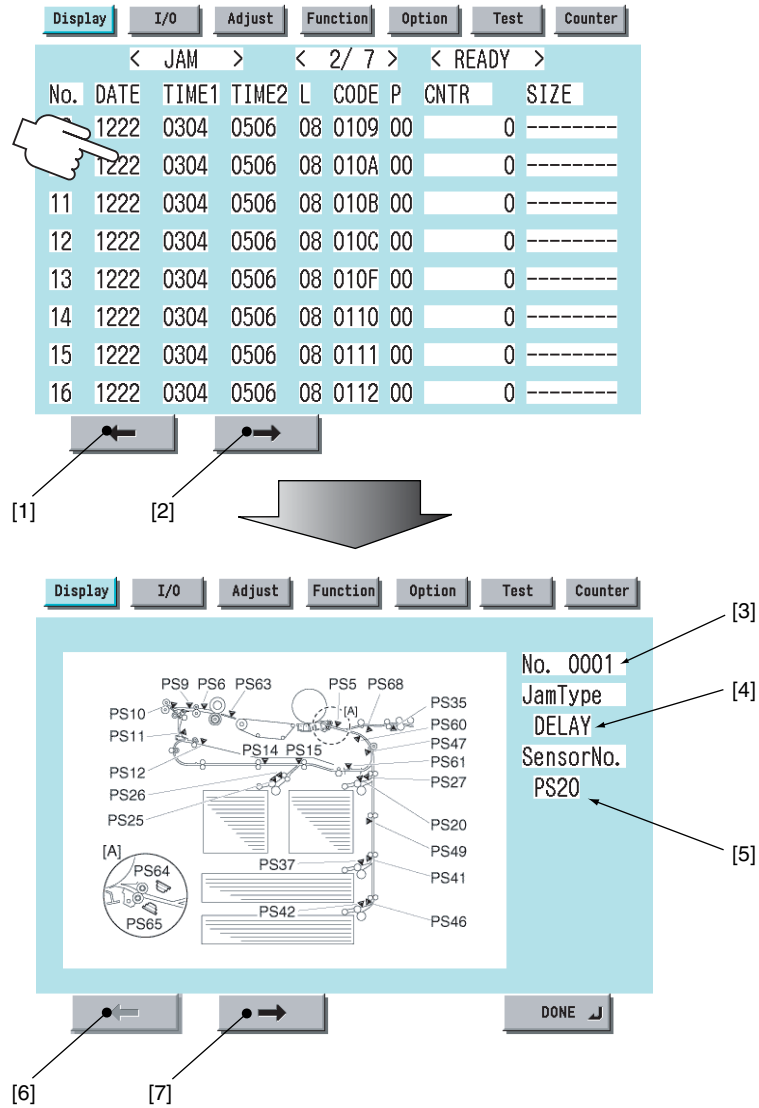 Display I/O Adjust Function Option Test Counter
< JAM > < 2/ 7 > < READY >
No. DATE TIME1 TIME2 L CODE P CNTR SIZE
1222 0304 0506 08 0109 00 0 --------
1222 0304 0506 08 010A 00 0 --------
11 1222 0304 0506 08 010B 00 0 --------
12 1222 0304 0506 08 010C 00 0 --------
13 1222 0304 0506 08 010F 00 0 --------
14 1222 0304 0506 08 0110 00 0 --------
15 1222 0304 0506 08 0111 00 0 --------
16 1222 0304 0506 08 0112 00 0 --------
[1] [2]
Display I/O Adjust Function Option Test Counter
[3]
No. 0001
JamType
[4]
DELAY
SensorNo.
PS20
[5]
PS9 PS6 PS63 PS5 PS68
PS10 [A] PS35
PS11 PS60
PS14 PS15 PS47
PS12 PS61
PS26 PS27
PS25 PS20
[A] PS49
PS64 PS37 PS41
PS65 PS42 PS46
DONE
[6] [7]